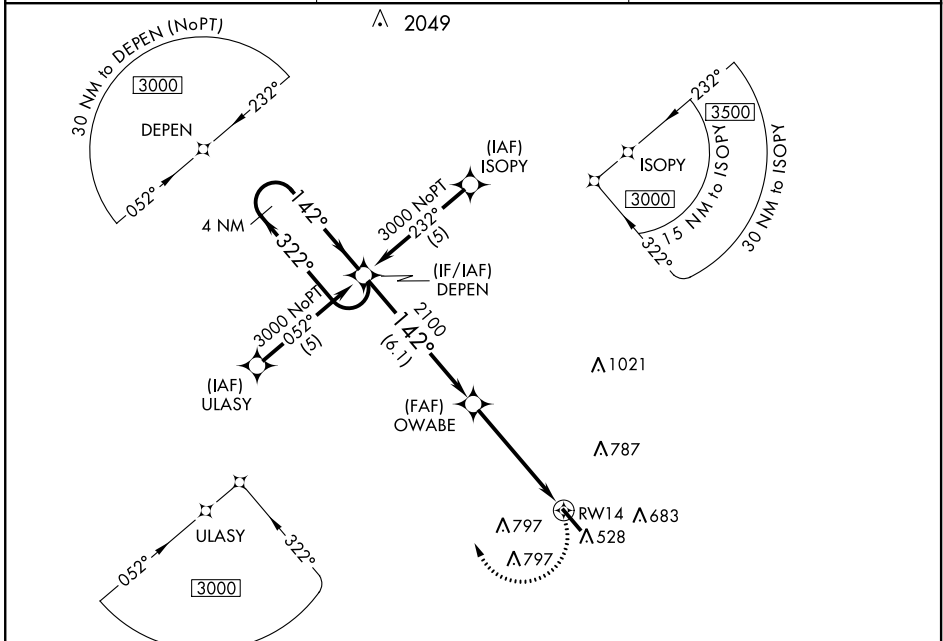 2049
30 NM to DEPEN (NoPT)
3000
232°
DEPEN
052°
(IAF)
ISOPY
3000 NoPT
232°
(5)
232°
3500
ISOPY
3000
15 NM to ISOPY
30 NM to ISOPY
322°
4 NM
142°
322°
(IF/IAF)
DEPEN
3000 NoPT
052°
(5)
(IAF)
ULASY
2100
142°
(6.1)
(FAF)
OWABE
1021
787
RW14
683
528
797
797
ULASY
052°
322°
3000